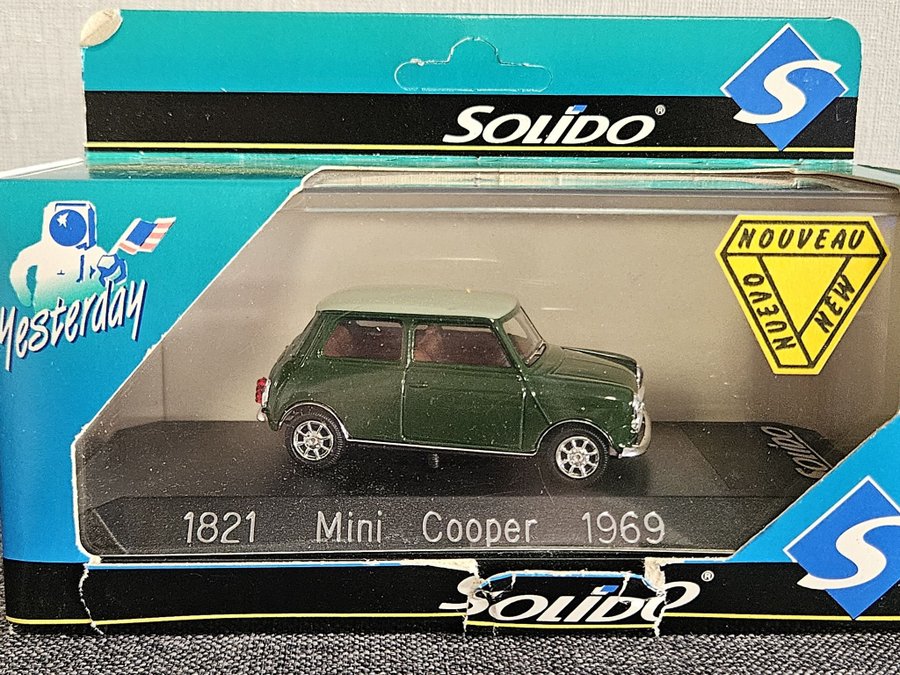 SOLIDO®
S
Yesterday
NOUVEAU
NUEVO
NEW
Solido
1821 Mini Cooper 1969
S
SOLIDO®